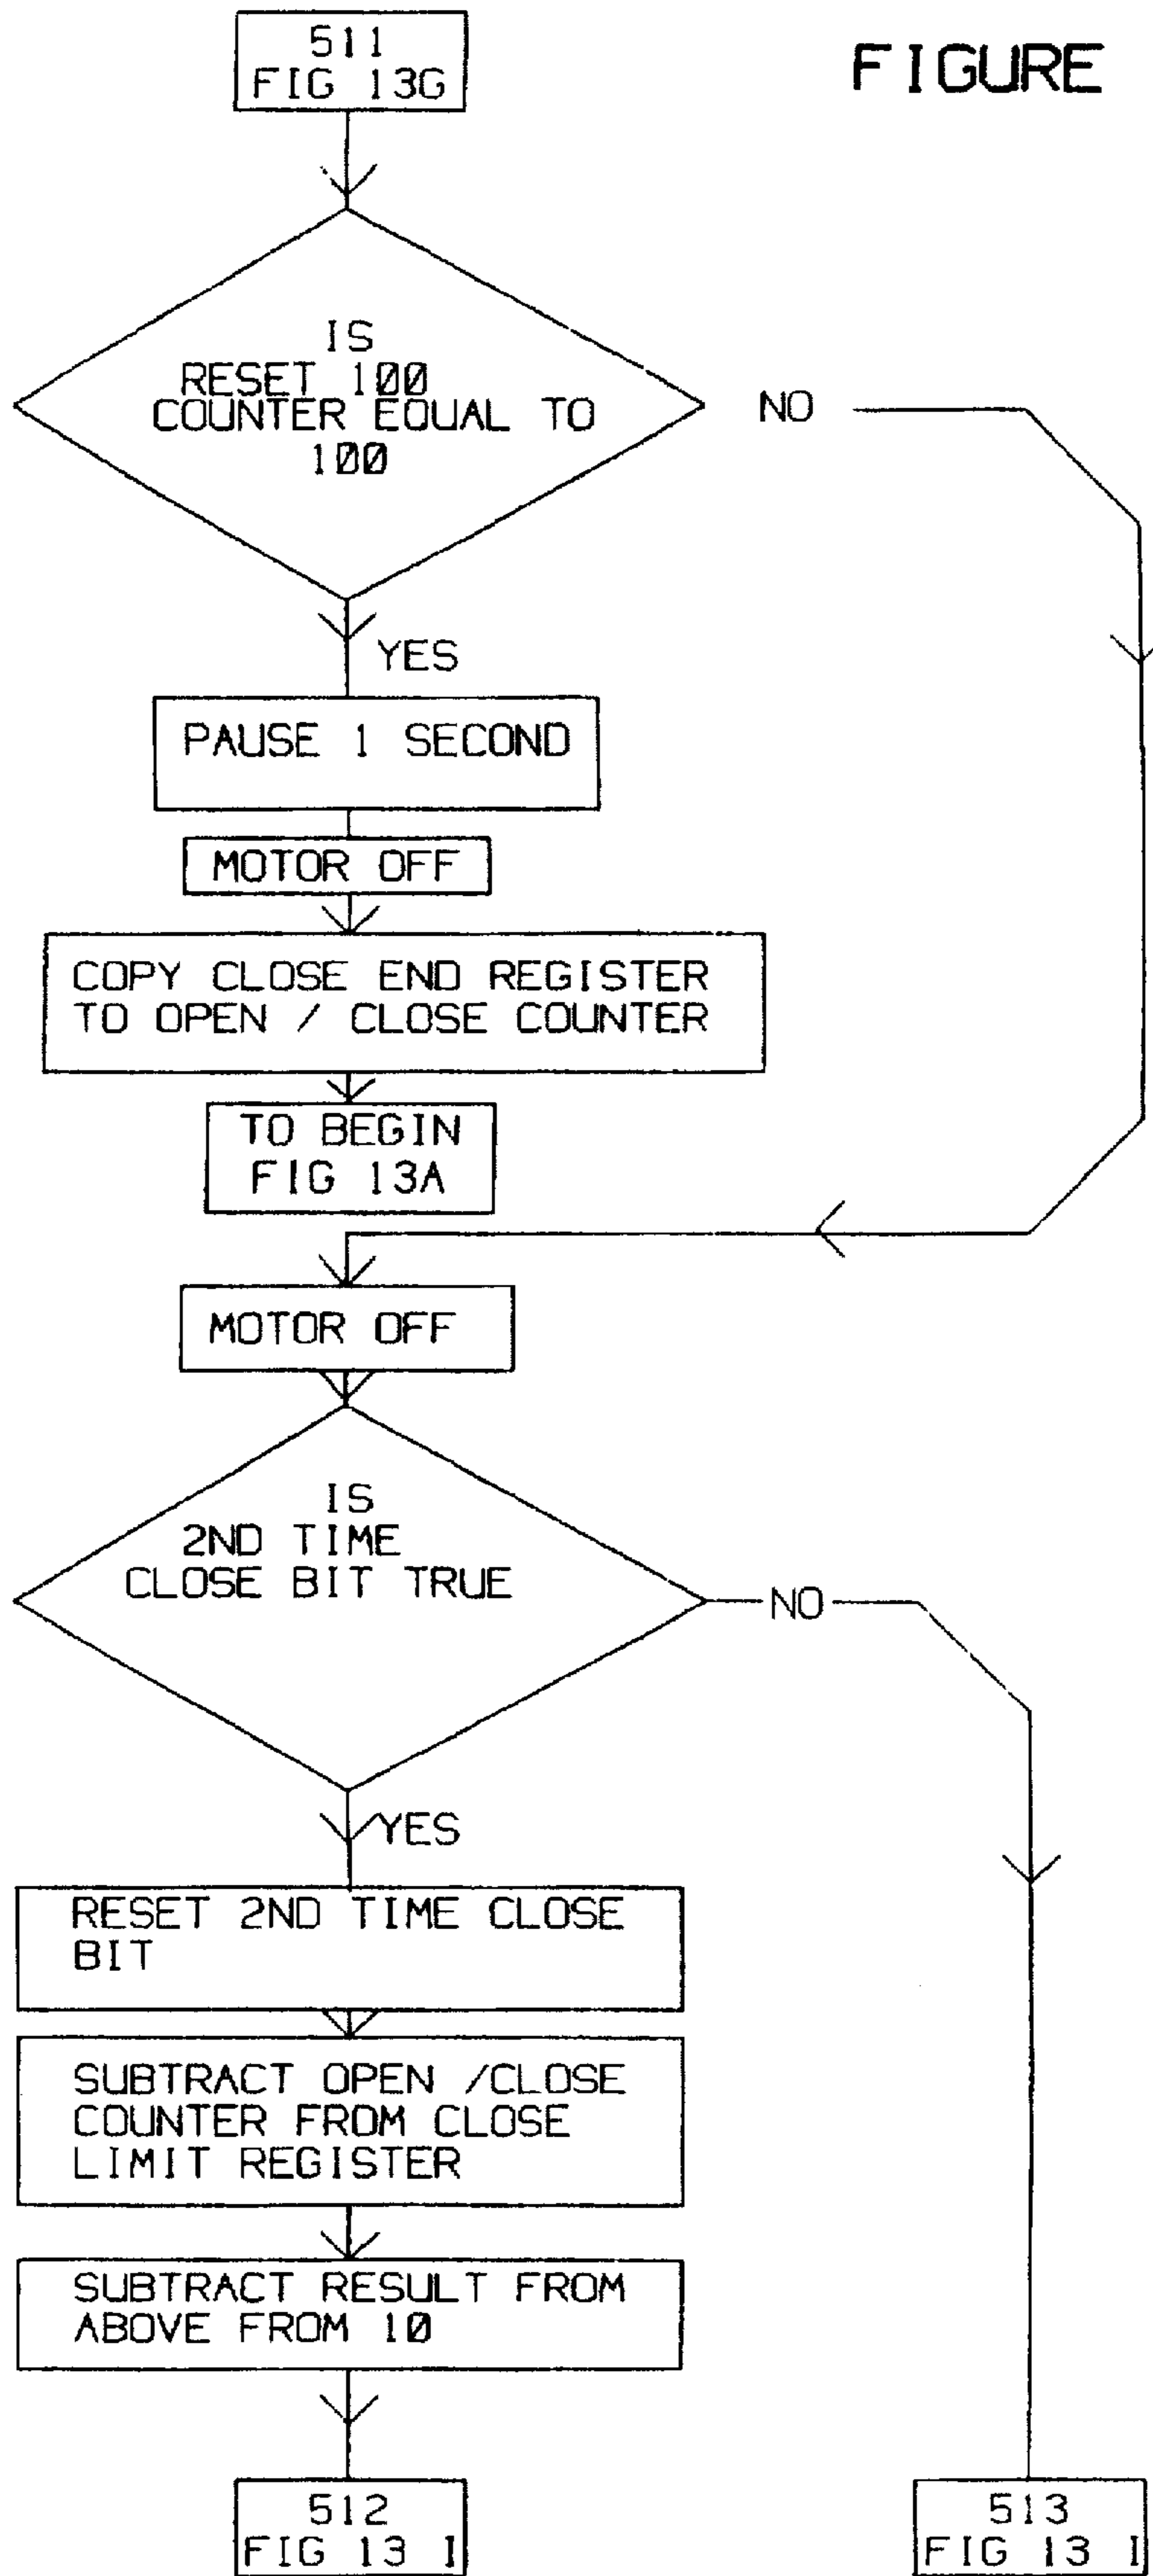 511
FIG 13G
FIGURE
IS
RESET 100
COUNTER EQUAL TO
100
NO
YES
PAUSE 1 SECOND
MOTOR OFF
COPY CLOSE END REGISTER
TO OPEN / CLOSE COUNTER
TO BEGIN
FIG 13A
MOTOR OFF
IS
2ND TIME
CLOSE BIT TRUE
NO
YES
RESET 2ND TIME CLOSE
BIT
SUBTRACT OPEN /CLOSE
COUNTER FROM CLOSE
LIMIT REGISTER
SUBTRACT RESULT FROM
ABOVE FROM 10
512
FIG 13 I
513
FIG 13 I